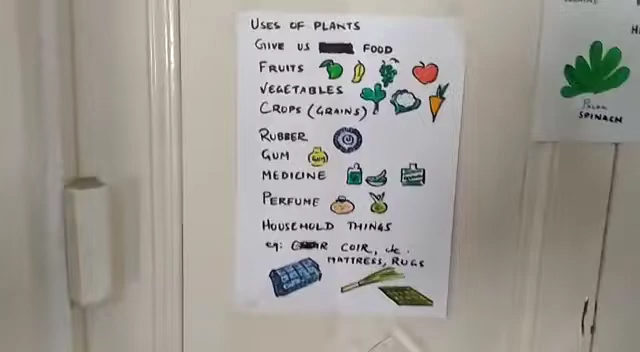 USES OF PLANTS
GIVE US FOOD
FRUITS
VEGETABLES
CROPS (GRAINS)
RUBBER
GUM
GUM
MEDICINE
PERFUME
HOUSEHOLD THINGS
eg: COIR, etc.
MATTRESS, RUGS
SPINACH